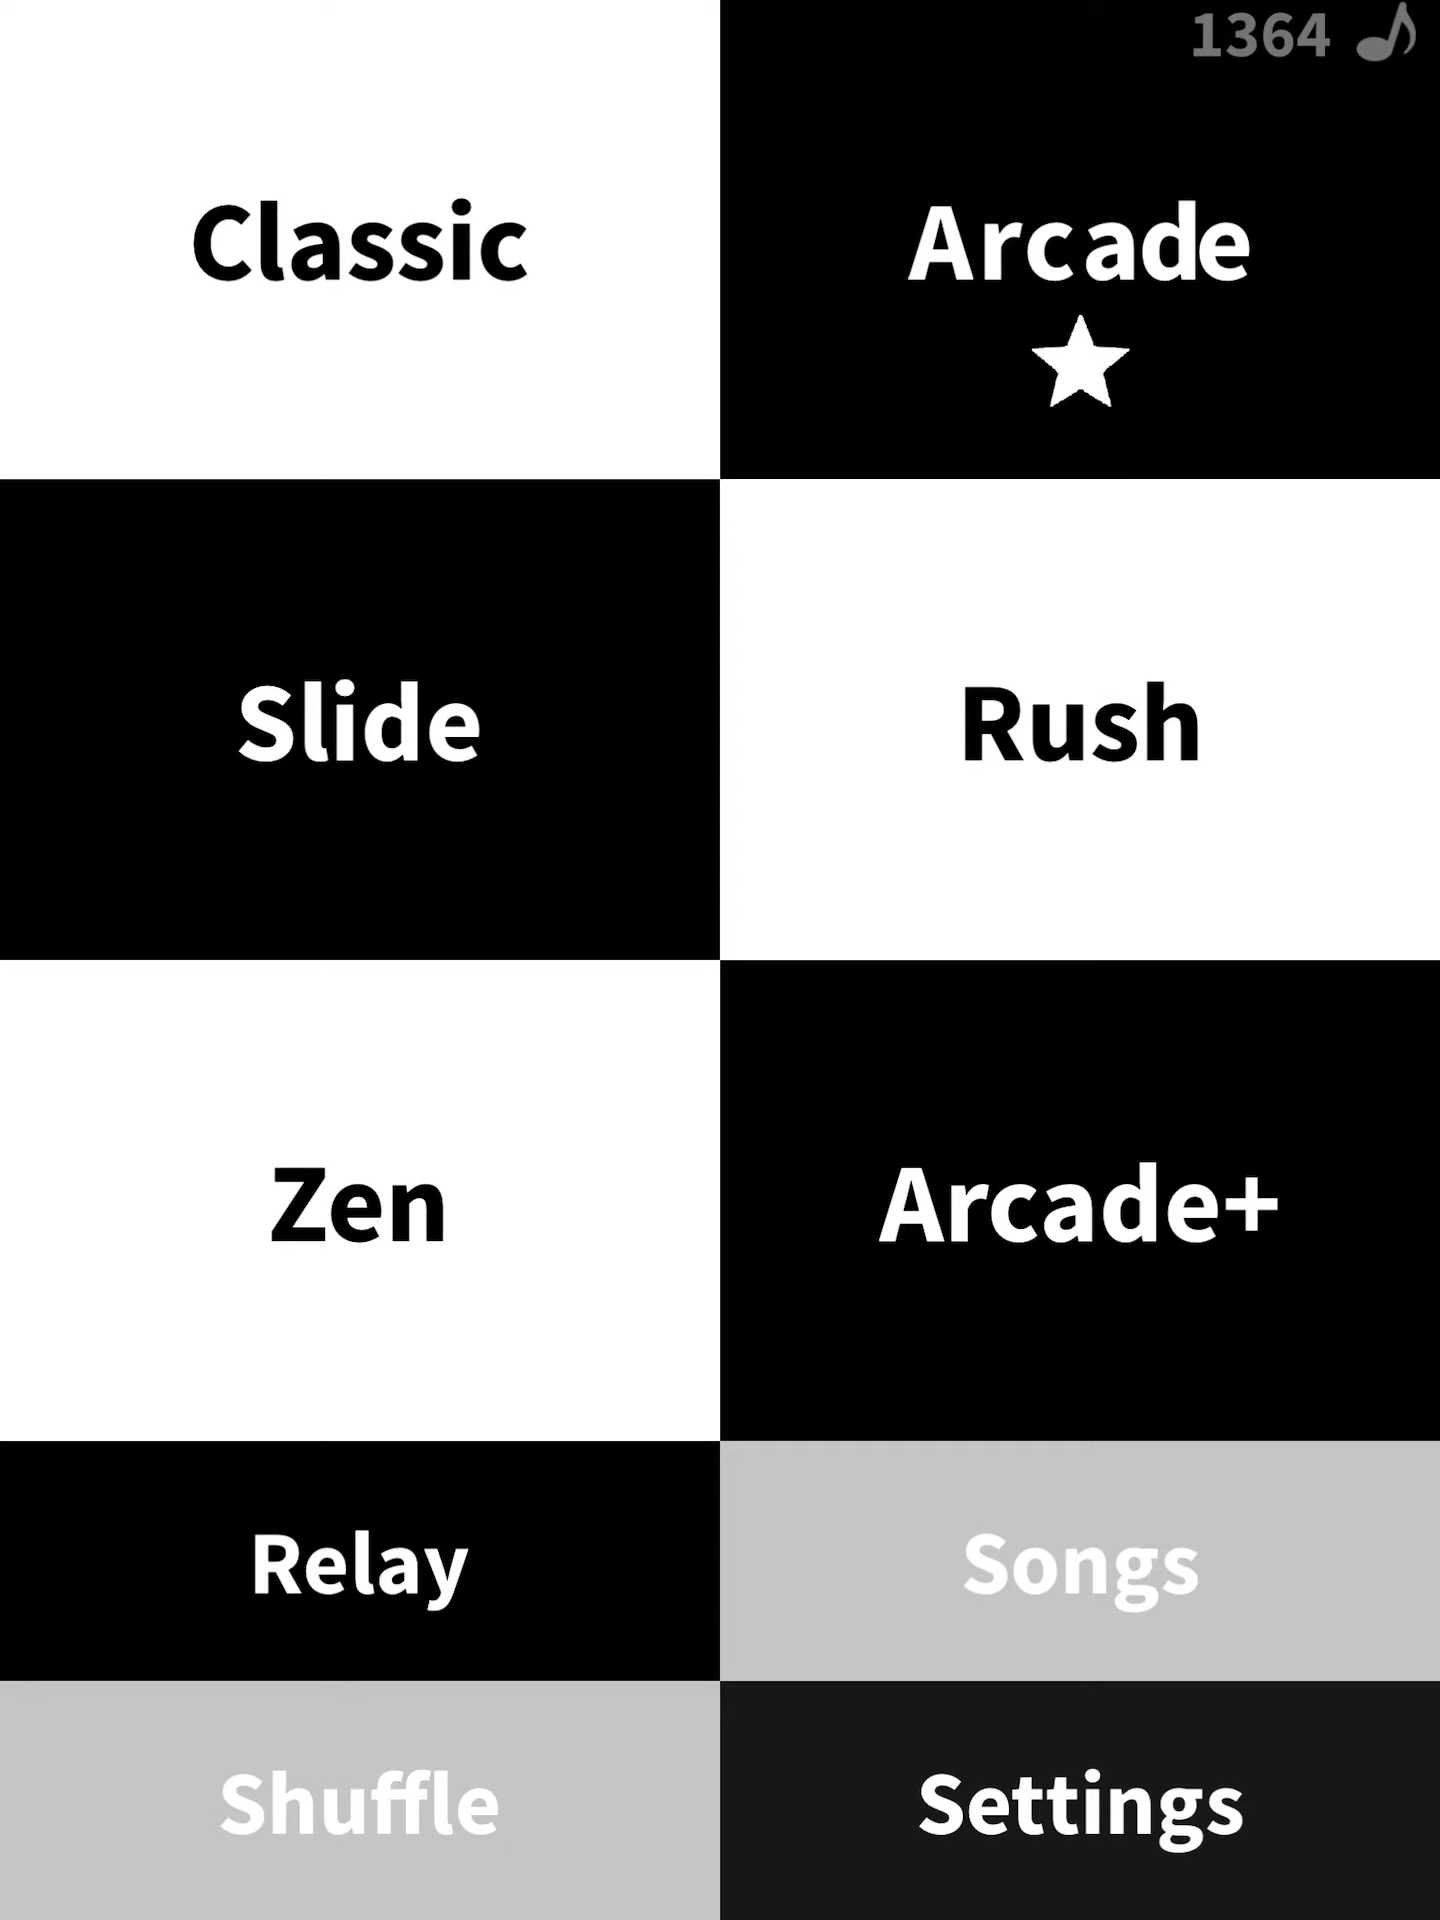 1364
Classic
Arcade
Slide
Rush
Zen
Arcade+
Relay
Songs
Shuffle
Settings